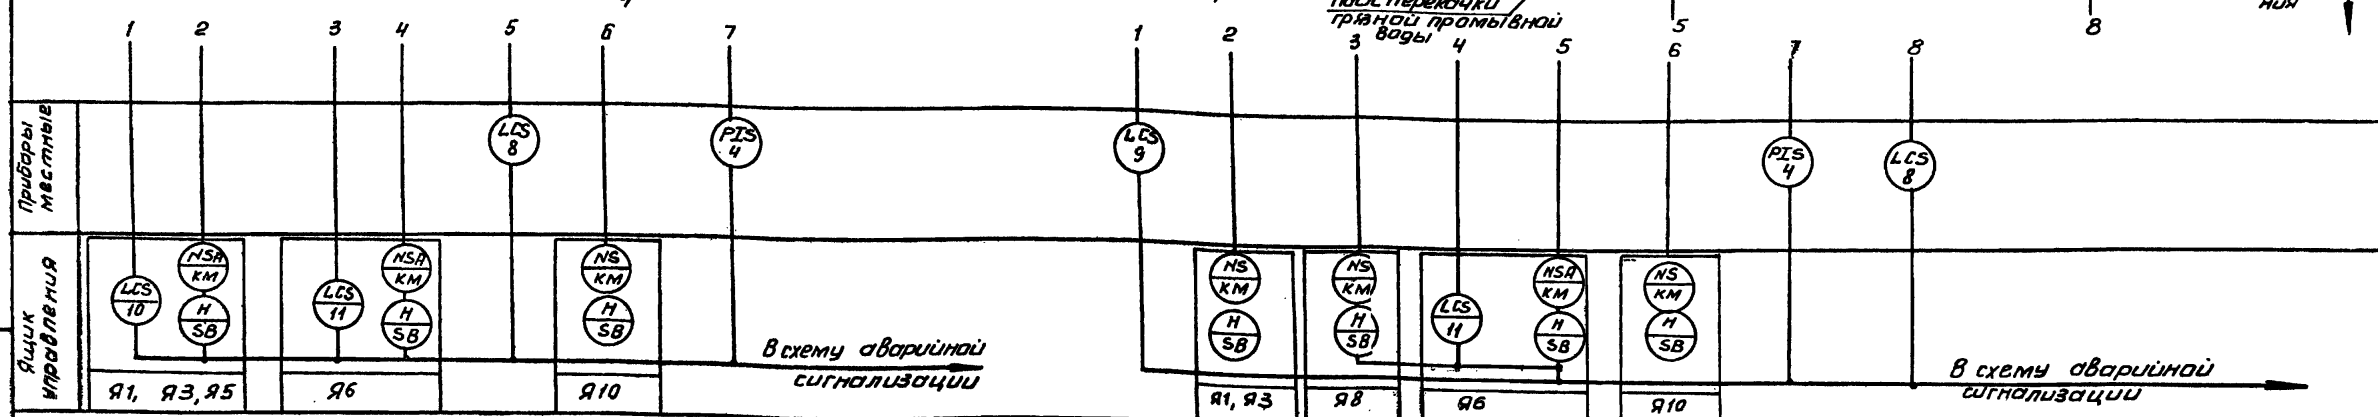 насс перекачки
грязной промывной
воды
ния
5
8
1 2 3 4 5 6 7
1 2 3 4 5 6 7 8
Приборы
местные
LCS
8
PIS
4
LCS
9
PIS
4
LCS
8
Ящик
управления
LCS
10
NSA
KM
H
SB
LCS
11
NSA
KM
H
SB
NS
KM
H
SB
В схему аварийной
сигнализации
NS
KM
H
SB
NS
KM
H
SB
LCS
11
NSA
KM
H
SB
NS
KM
H
SB
В схему аварийной
сигнализации
Я1, Я3, Я5
Я6
Я10
Я1, Я3
Я8
Я6
Я10